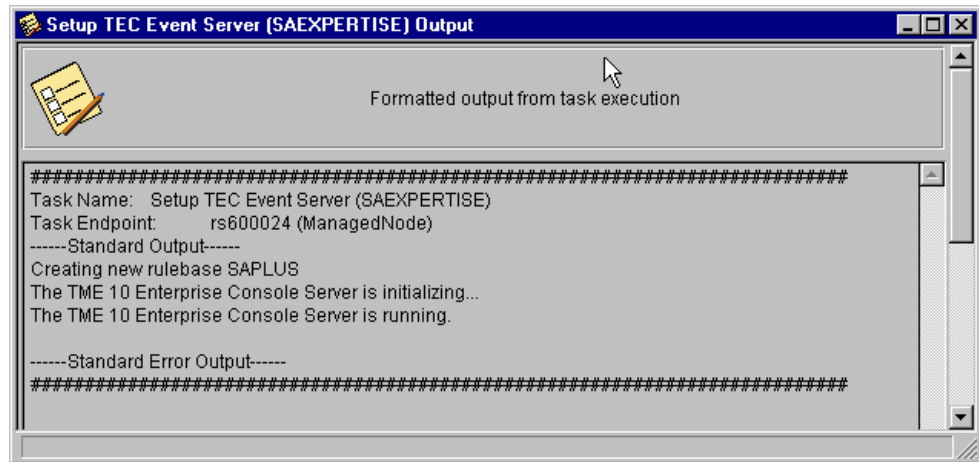 Setup TEC Event Server (SAEXPERTISE) Output
Formatted output from task execution
############################################################################
Task Name: Setup TEC Event Server (SAEXPERTISE)
Task Endpoint: rs600024 (ManagedNode)
------Standard Output------
Creating new rulebase SAPLUS
The TME 10 Enterprise Console Server is initializing...
The TME 10 Enterprise Console Server is running.
------Standard Error Output------
############################################################################